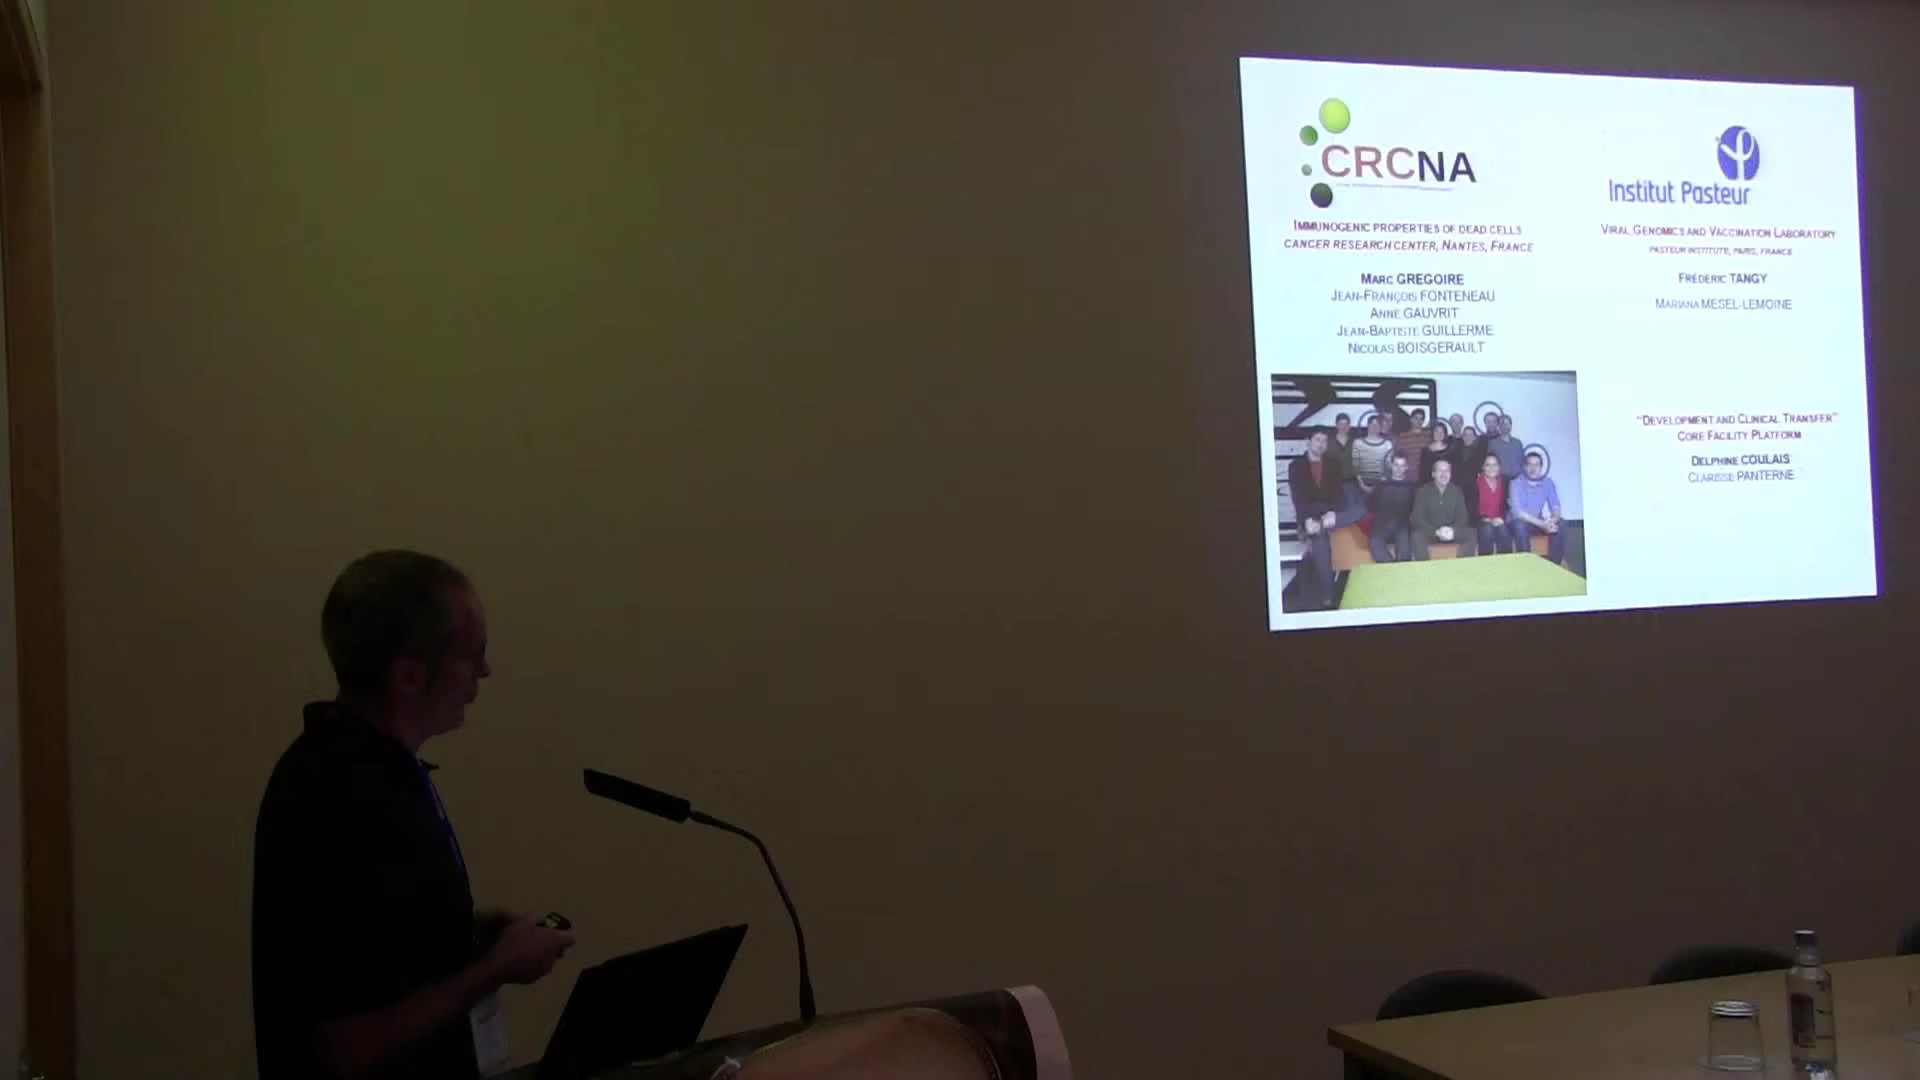 CRCNA
IMMUNOGENIC PROPERTIES OF DEAD CELLS
CANCER RESEARCH CENTER, NANTES, FRANCE
MARC GREGOIRE
JEAN-FRANÇOIS FONTENEAU
ANNE GAUVRIT
JEAN-BAPTISTE GUILLERME
NICOLAS BOISGERAULT
Institut Pasteur
VIRAL GENOMICS AND VACCINATION LABORATORY
PASTEUR INSTITUTE, PARIS, FRANCE
FRÉDÉRIC TANGY
MARIANA MESEL-LEMOINE
"DEVELOPMENT AND CLINICAL TRANSFER"
CORE FACILITY PLATFORM
DELPHINE COULAIS
CLARISSE PANTERNE